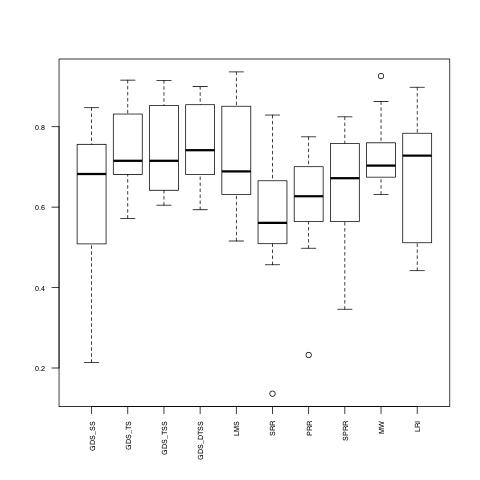 0.8
0.6
0.4
0.2
GDS_SS
GDS_TS
GDS_TSS
GDS_DTSS
LMS
SRR
PRR
SPRR
MW
LRI